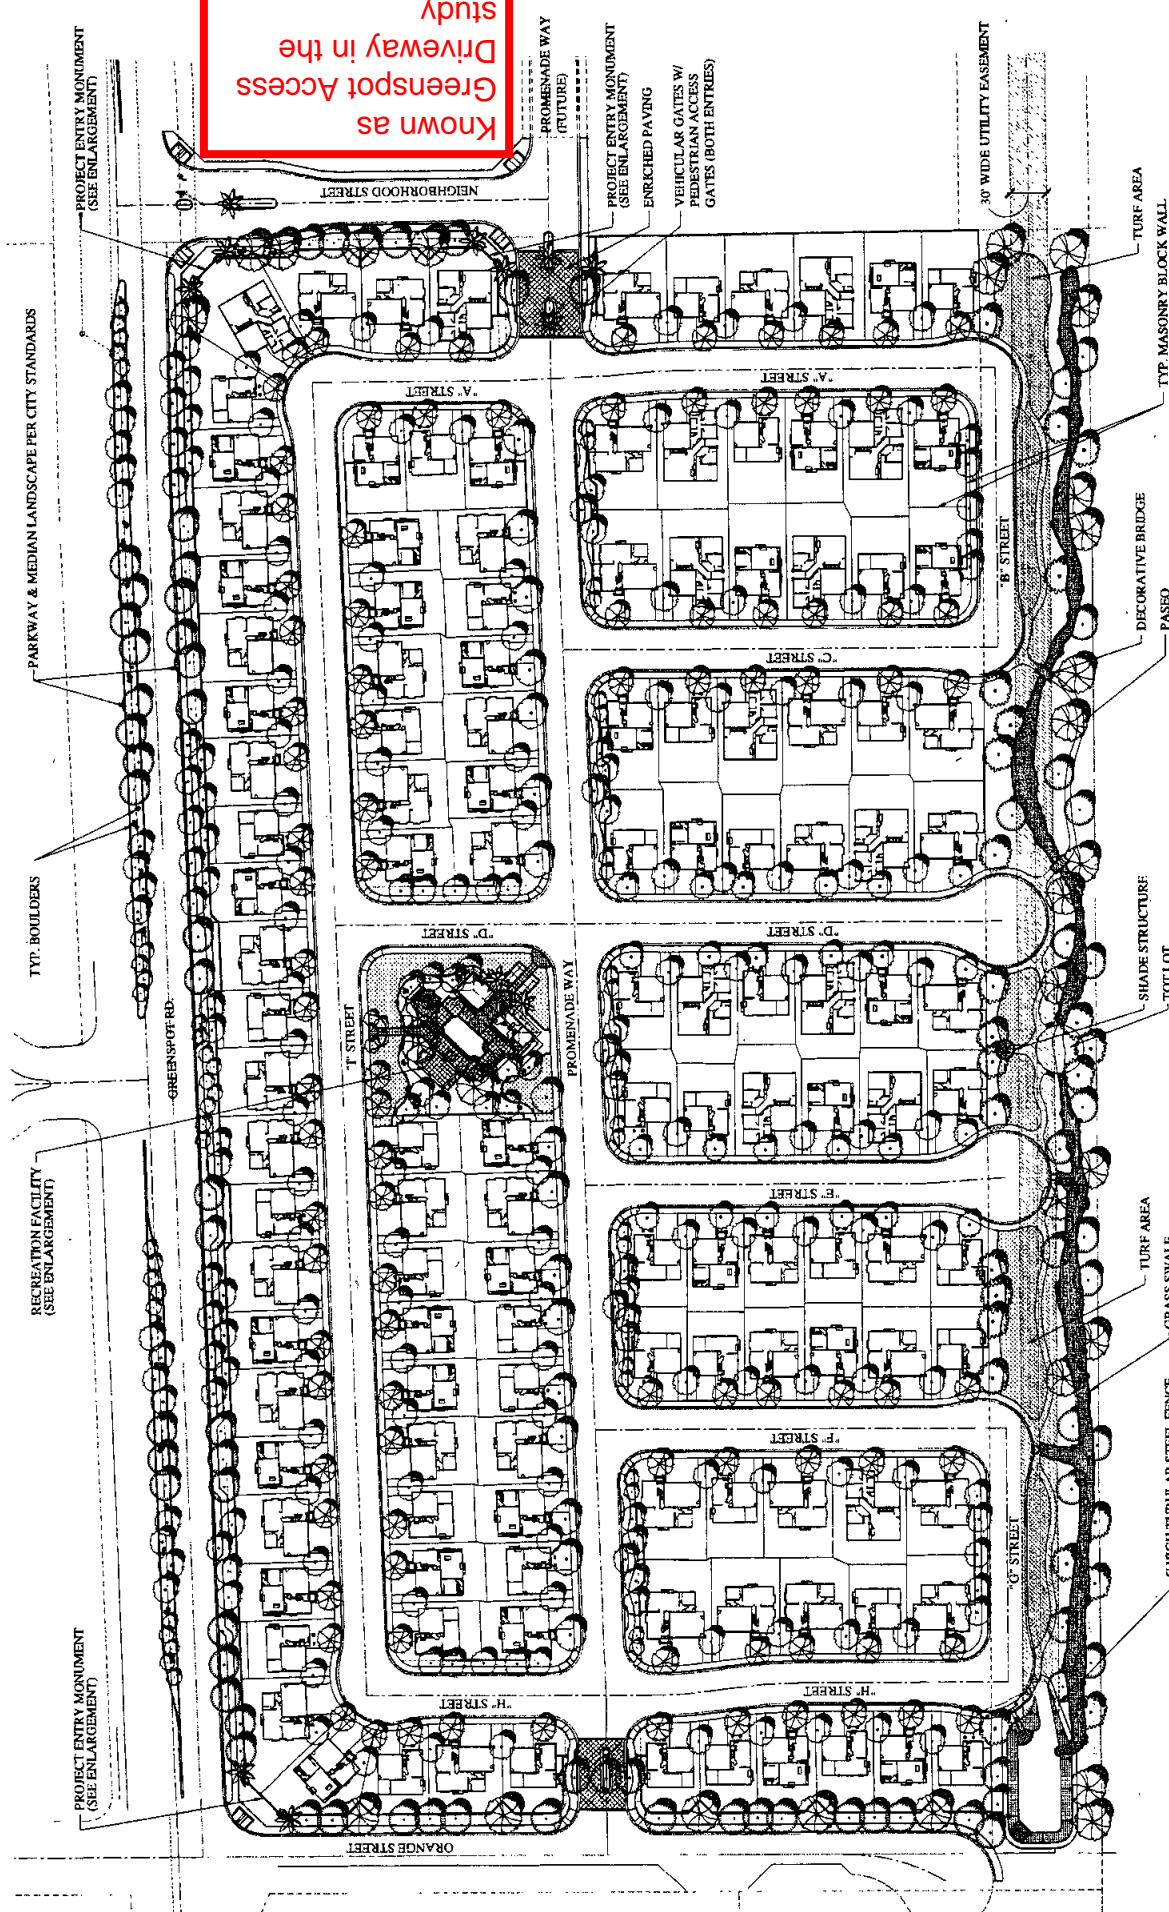 Known as
Greenspot Access
Driveway in the
study
PROJECT ENTRY MONUMENT
(SEE ENLARGEMENT)
PARKWAY & MEDIAN LANDSCAPE PER CITY STANDARDS
TYP. BOULDERS
RECREATION FACILITY
(SEE ENLARGEMENT)
PROJECT ENTRY MONUMENT
(SEE ENLARGEMENT)
GREENSPOT RD.
NEIGHBORHOOD STREET
PROMENADE WAY
(FUTURE)
PROJECT ENTRY MONUMENT
(SEE ENLARGEMENT)
ENRICHED PAVING
VEHICULAR GATES W/
PEDESTRIAN ACCESS
GATES (BOTH ENTRIES)
30' WIDE UTILITY EASEMENT
TURF AREA
TYP. MASONRY BLOCK WALL
DECORATIVE BRIDGE
PASEO
SHADE STRUCTURE
TOT LOT
TURF AREA
GRASS SWALE
"A" STREET
"A" STREET
"B" STREET
"C" STREET
"D" STREET
"D" STREET
"I" STREET
PROMENADE WAY
"E" STREET
"F" STREET
"G" STREET
"H" STREET
"H" STREET
ORANGE STREET